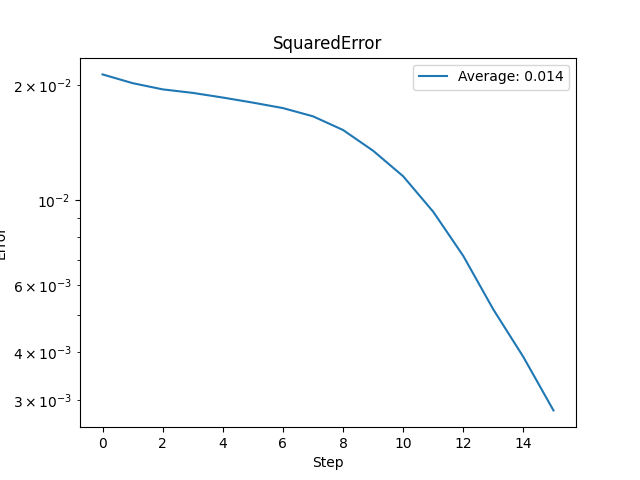 SquaredError
Average: 0.014
2 × 10⁻²
10⁻²
6 × 10⁻³
4 × 10⁻³
3 × 10⁻³
Error
0 2 4 6 8 10 12 14
Step